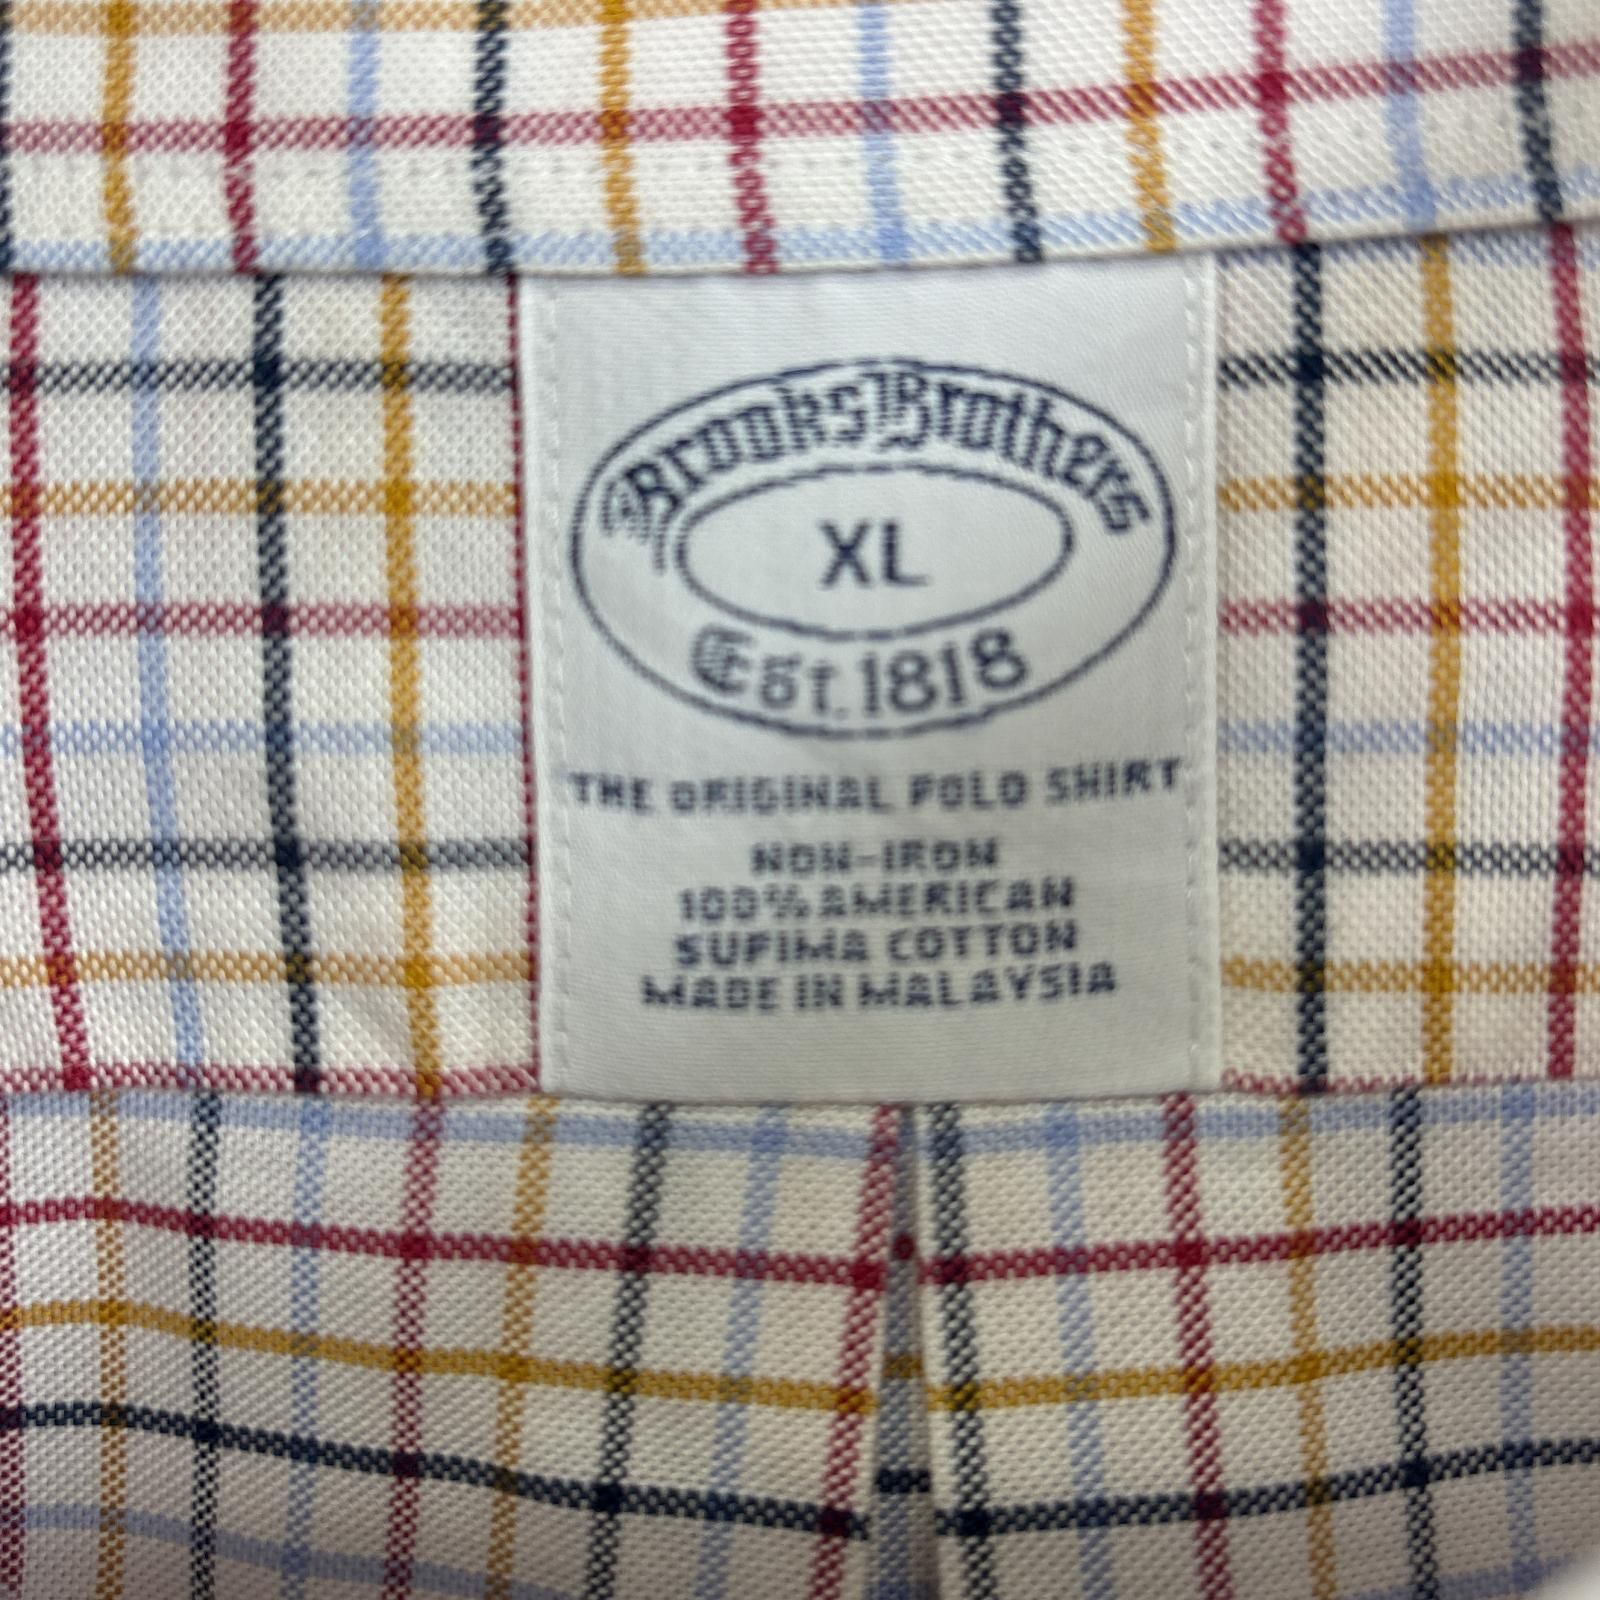 Brooks Brothers
XL
Est. 1818
THE ORIGINAL POLO SHIRT
NON-IRON
100% AMERICAN
SUPIMA COTTON
MADE IN MALAYSIA